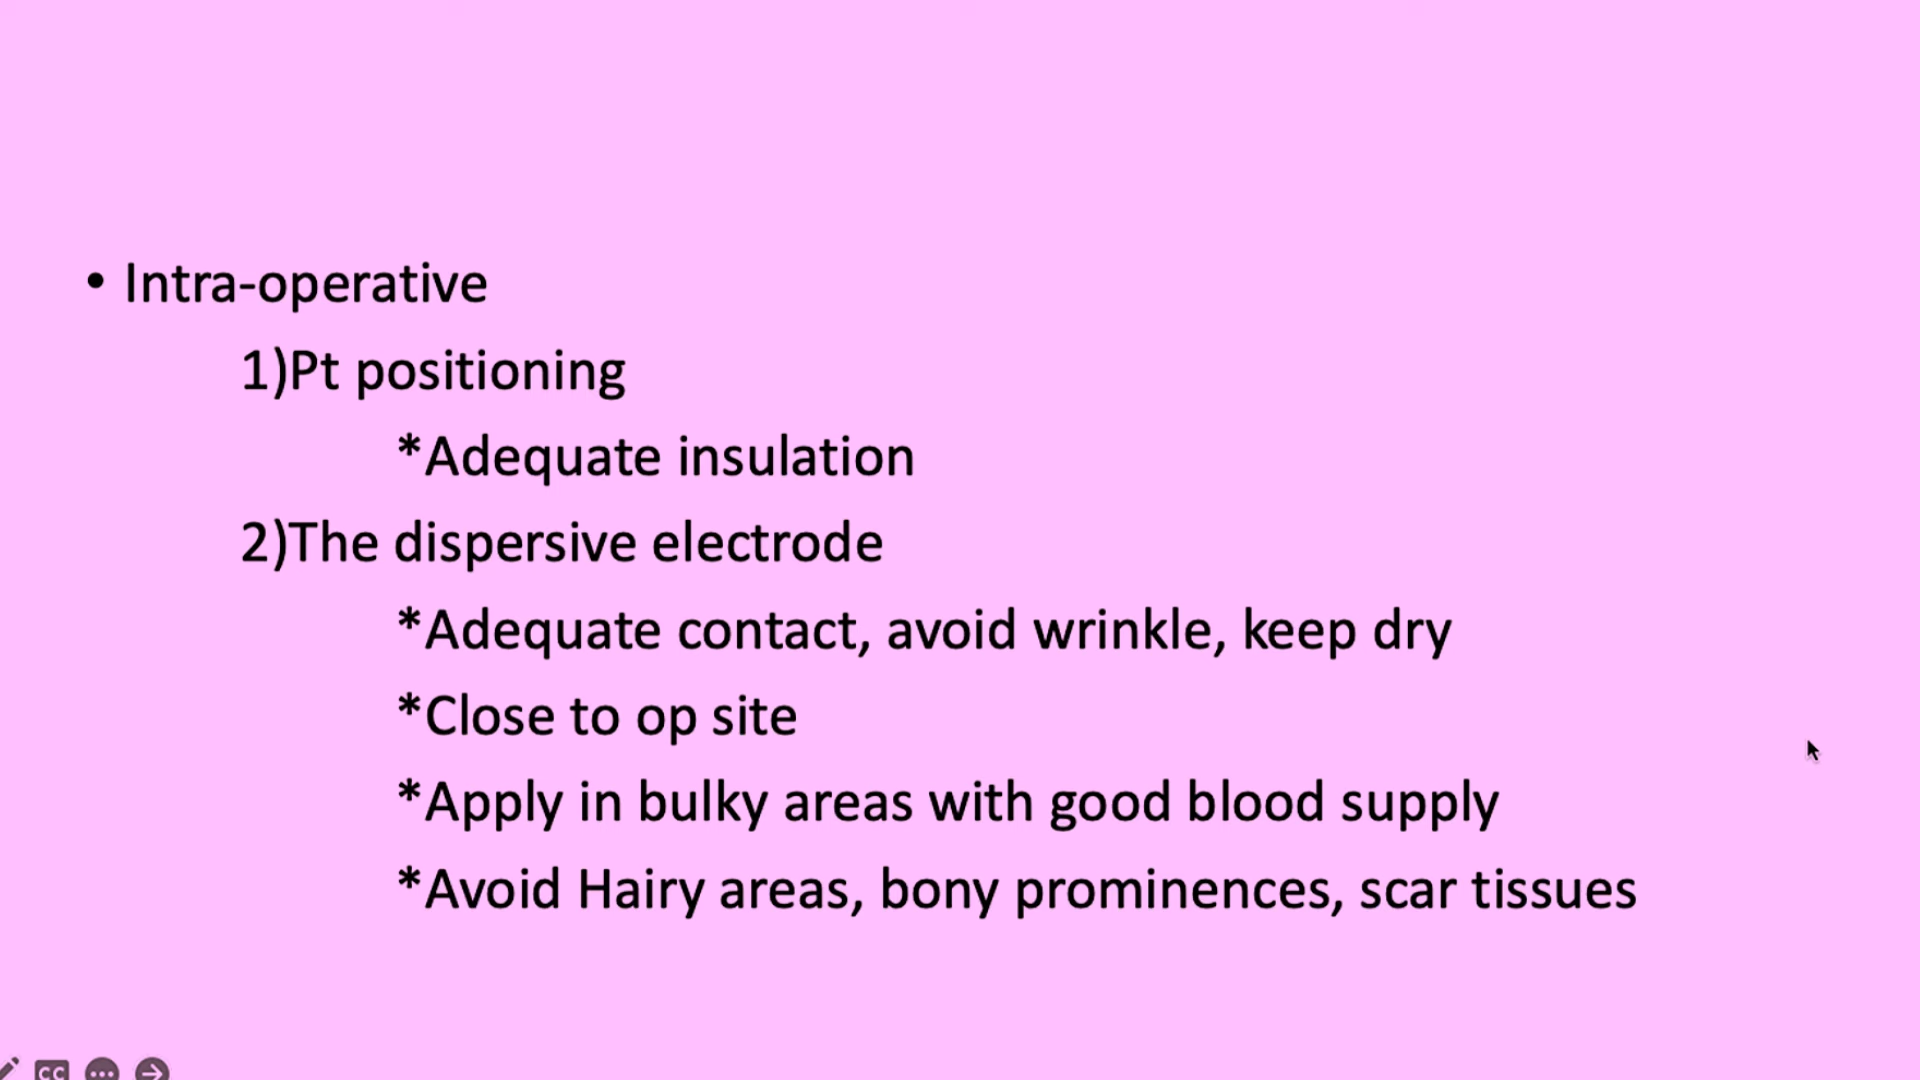 • Intra-operative
1)Pt positioning
*Adequate insulation
2)The dispersive electrode
*Adequate contact, avoid wrinkle, keep dry
*Close to op site
*Apply in bulky areas with good blood supply
*Avoid Hairy areas, bony prominences, scar tissues
CC